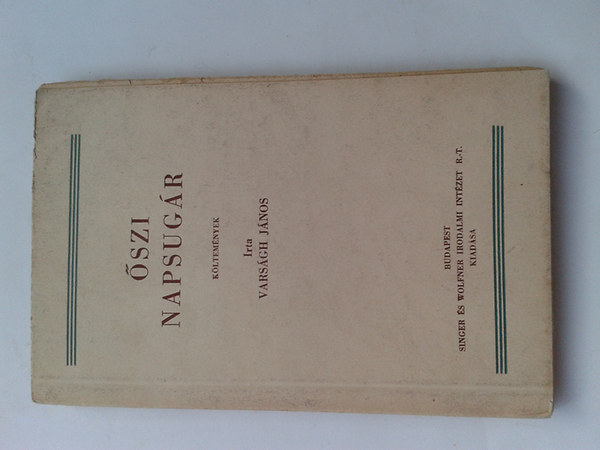 ŐSZI
NAPSUGÁR
KÖLTEMÉNYEK
Irta
VARSÁGH JÁNOS
BUDAPEST
SINGER ÉS WOLFNER IRODALMI INTÉZET R.-T.
KIADÁSA